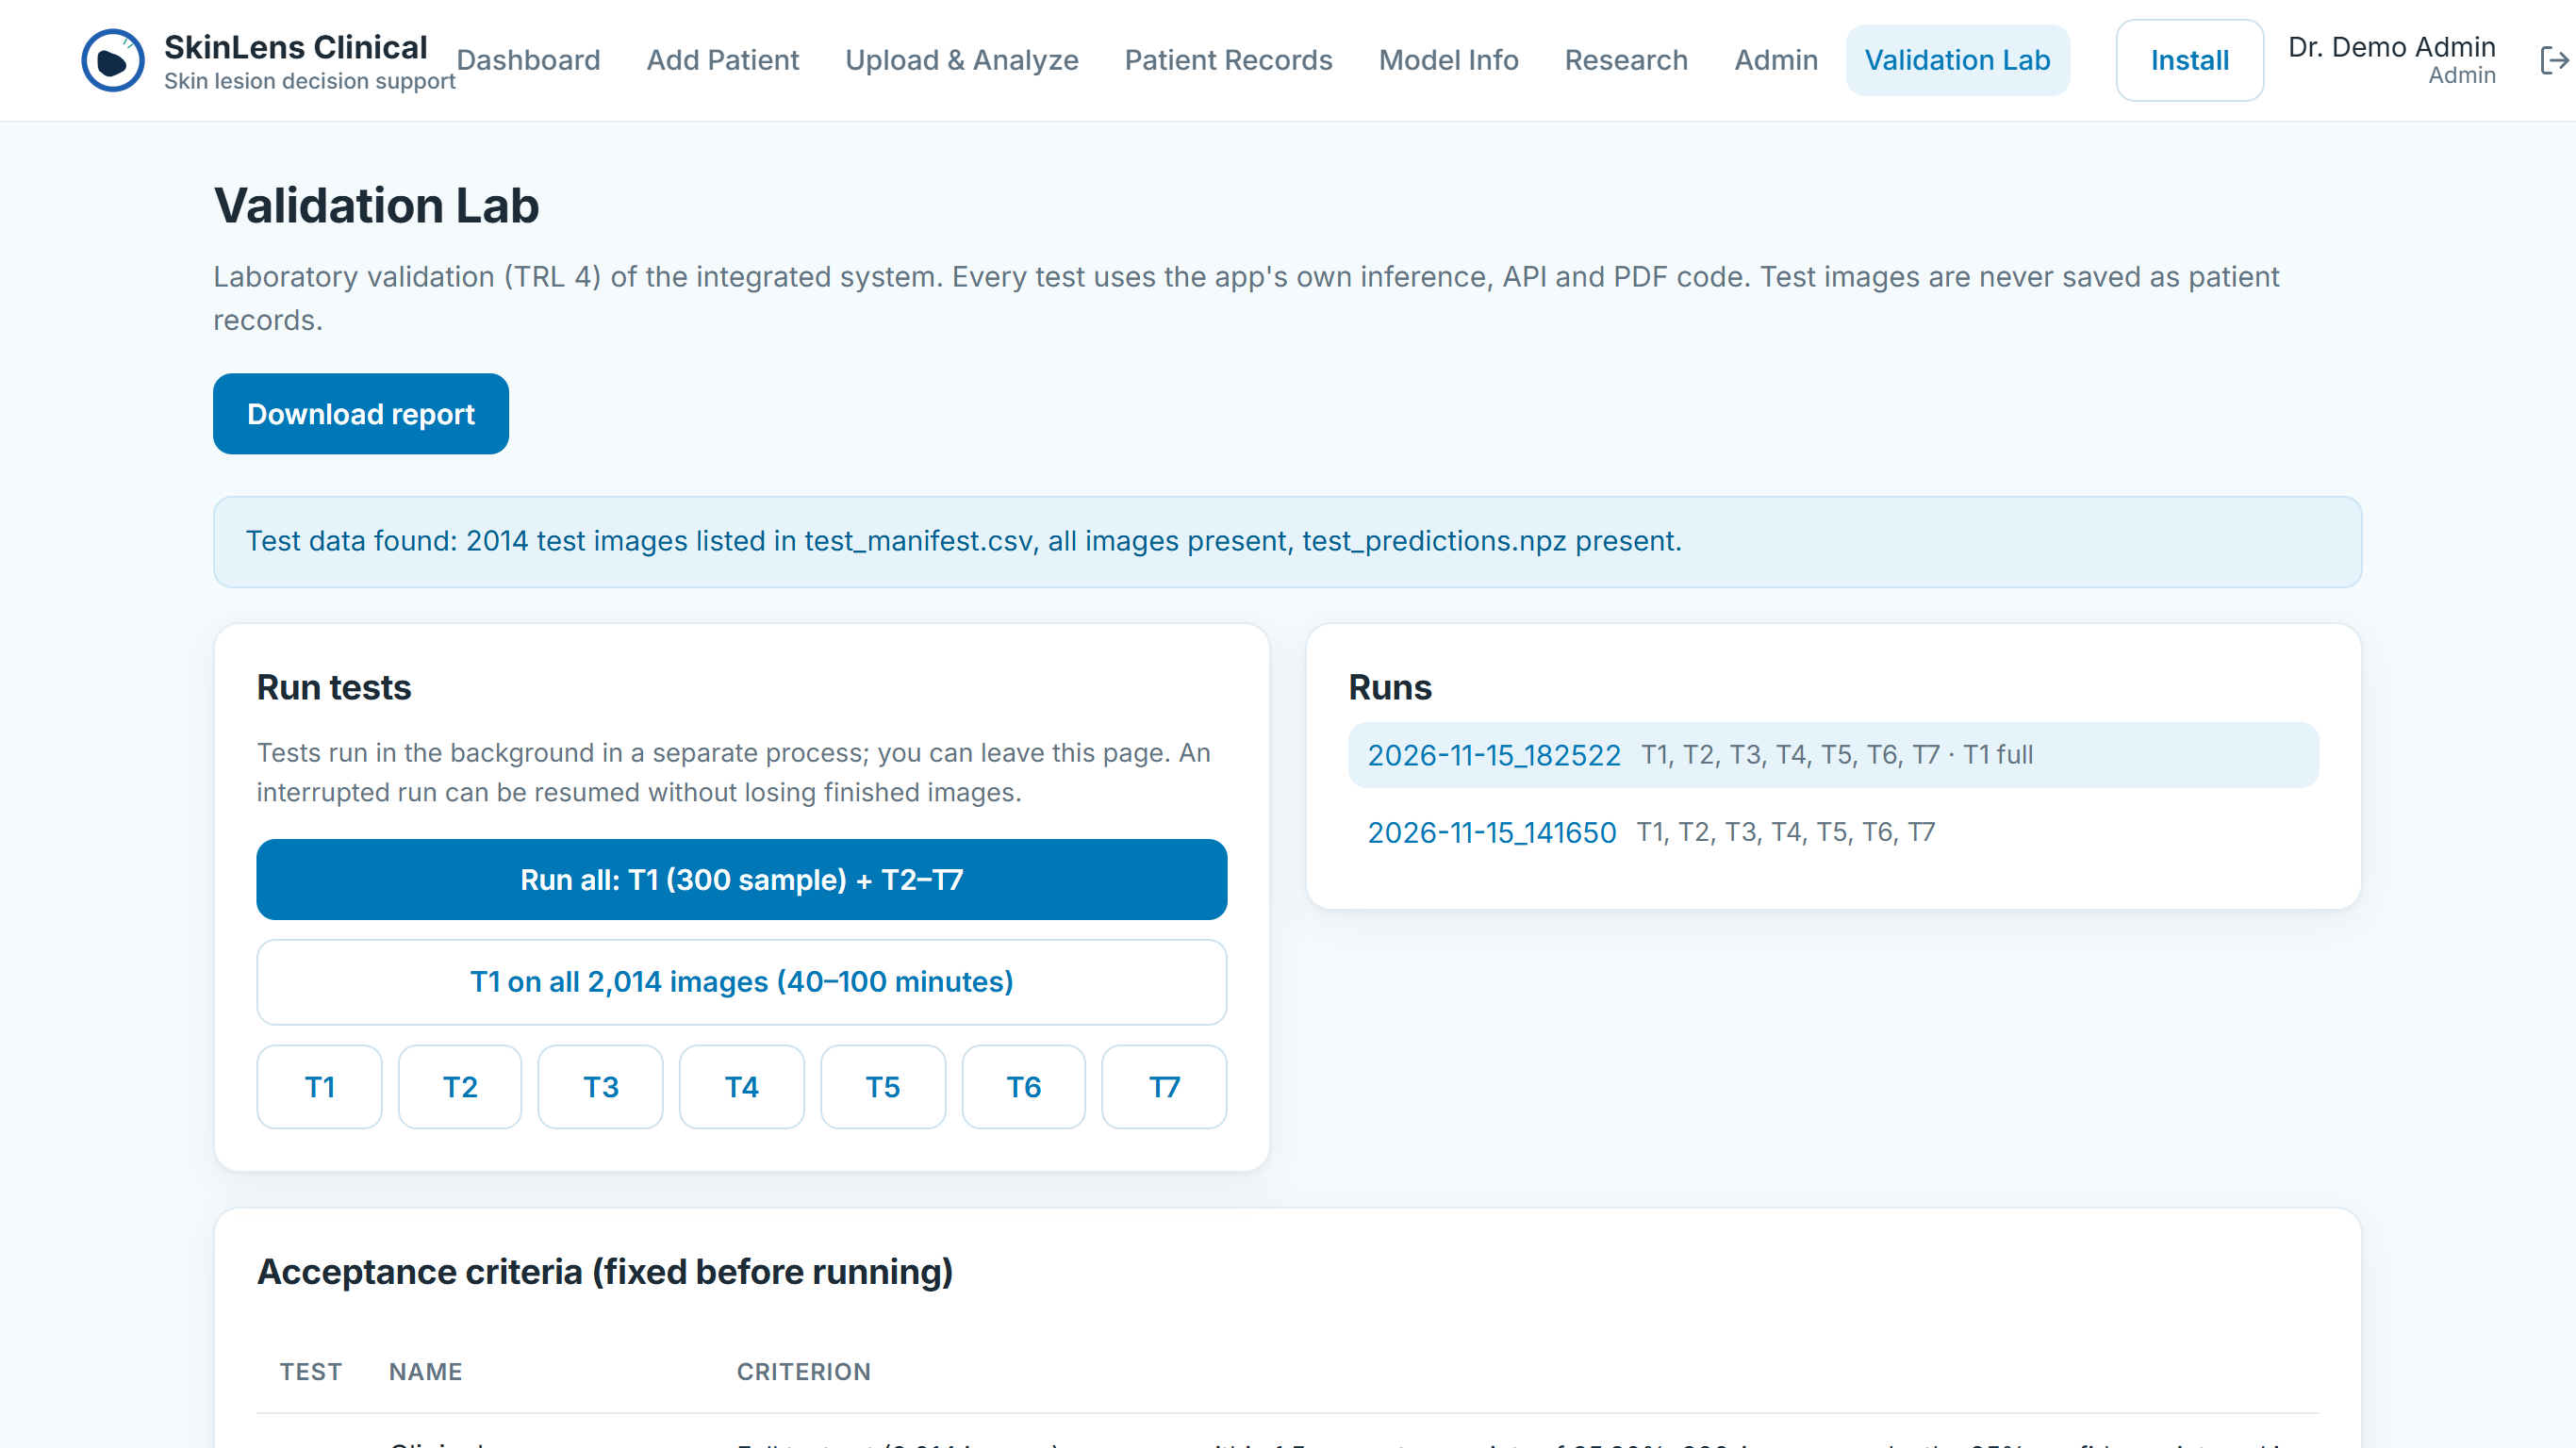 SkinLens Clinical
Skin lesion decision support
Dashboard
Add Patient
Upload & Analyze
Patient Records
Model Info
Research
Admin
Validation Lab
Install
Dr. Demo Admin
Admin
Validation Lab
Laboratory validation (TRL 4) of the integrated system. Every test uses the app's own inference, API and PDF code. Test images are never saved as patient
records.
Download report
Test data found: 2014 test images listed in test_manifest.csv, all images present, test_predictions.npz present.
Run tests
Tests run in the background in a separate process; you can leave this page. An
interrupted run can be resumed without losing finished images.
Run all: T1 (300 sample) + T2–T7
T1 on all 2,014 images (40–100 minutes)
T1 T2 T3 T4 T5 T6 T7
Runs
2026-11-15_182522 T1, T2, T3, T4, T5, T6, T7 · T1 full
2026-11-15_141650 T1, T2, T3, T4, T5, T6, T7
Acceptance criteria (fixed before running)
TEST NAME CRITERION